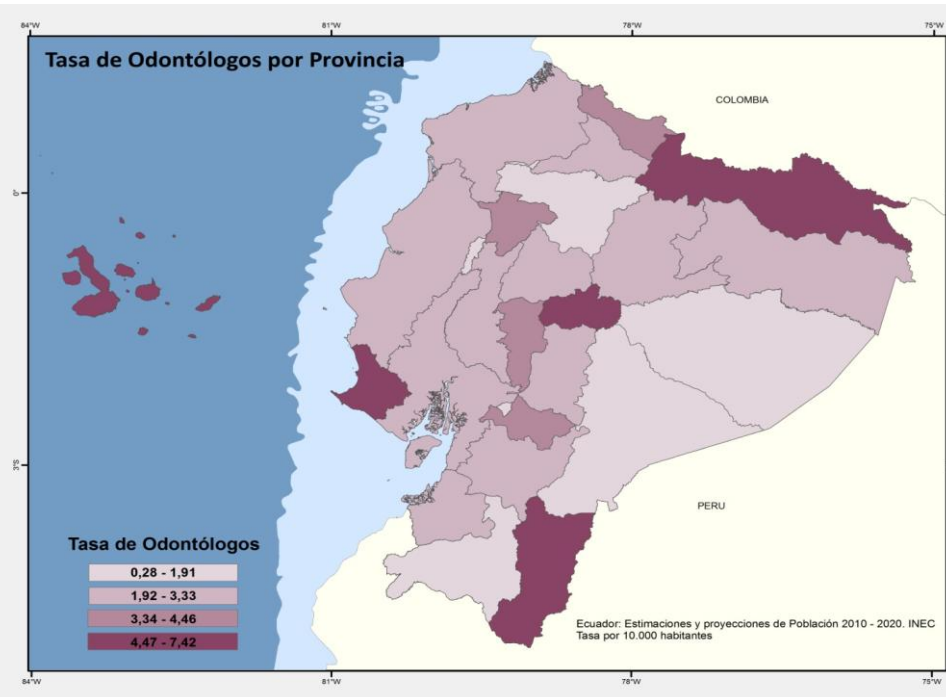 84°W 81°W 78°W 75°W
Tasa de Odontólogos por Provincia
COLOMBIA
0°
3°S
PERU
Tasa de Odontólogos
0,28 - 1,91
1,92 - 3,33
3,34 - 4,46
4,47 - 7,42
Ecuador: Estimaciones y proyecciones de Población 2010 - 2020. INEC
Tasa por 10.000 habitantes
84°W 81°W 78°W 75°W